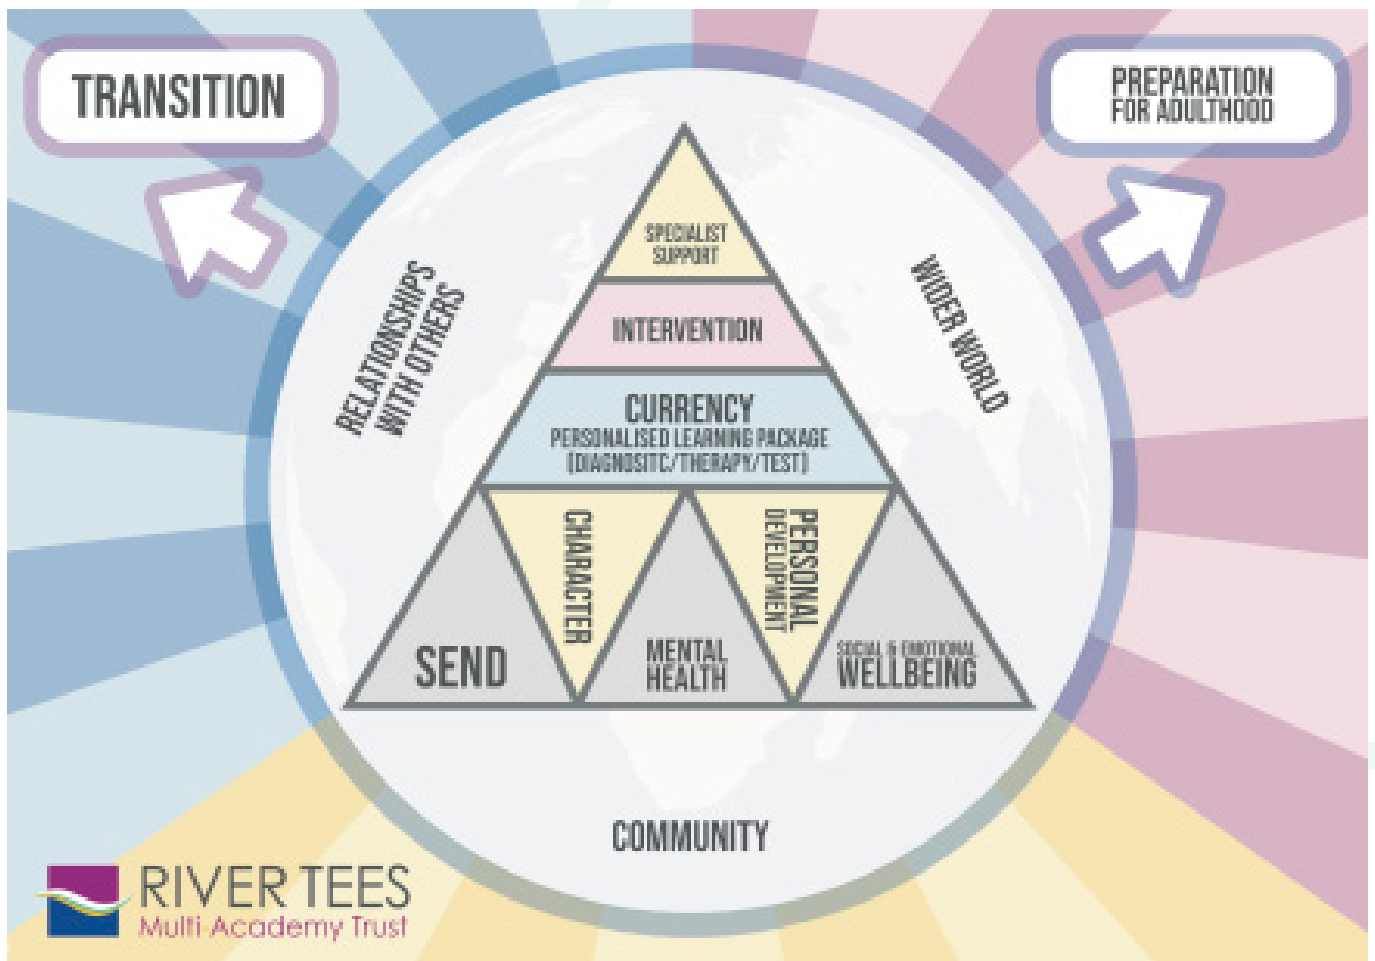 TRANSITION
PREPARATION
FOR ADULTHOOD
RELATIONSHIPS
WITH OTHERS
WIDER WORLD
SPECIALIST
SUPPORT
INTERVENTION
CURRENCY
PERSONALISED LEARNING PACKAGE
(DIAGNOSITC/THERAPY/TEST)
CHARACTER
PERSONAL
DEVELOPMENT
SEND
MENTAL
HEALTH
SOCIAL & EMOTIONAL
WELLBEING
COMMUNITY
RIVER TEES
Multi-Academy Trust